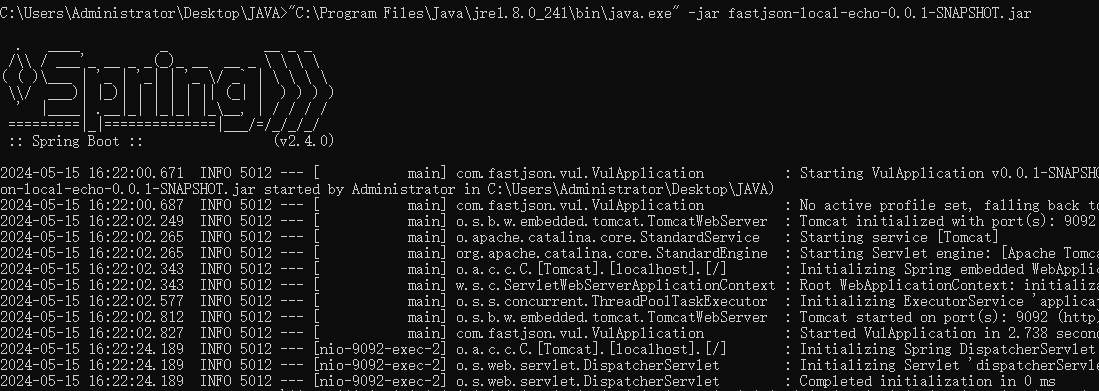 C:\Users\Administrator\Desktop\JAVA>"C:\Program Files\Java\jre1.8.0_241\bin\java.exe" -jar fastjson-local-echo-0.0.1-SNAPSHOT.jar
Spring
:: Spring Boot ::                (v2.4.0)
2024-05-15 16:22:00.671  INFO 5012 --- [           main] com.fastjson.vul.VulApplication          : Starting VulApplication v0.0.1-SNAPSHO
on-local-echo-0.0.1-SNAPSHOT.jar started by Administrator in C:\Users\Administrator\Desktop\JAVA)
2024-05-15 16:22:00.687  INFO 5012 --- [           main] com.fastjson.vul.VulApplication          : No active profile set, falling back to
2024-05-15 16:22:02.249  INFO 5012 --- [           main] o.s.b.w.embedded.tomcat.TomcatWebServer  : Tomcat initialized with port(s): 9092
2024-05-15 16:22:02.265  INFO 5012 --- [           main] o.apache.catalina.core.StandardService   : Starting service [Tomcat]
2024-05-15 16:22:02.265  INFO 5012 --- [           main] org.apache.catalina.core.StandardEngine  : Starting Servlet engine: [Apache Tomca
2024-05-15 16:22:02.343  INFO 5012 --- [           main] o.a.c.c.C.[Tomcat].[localhost].[/]       : Initializing Spring embedded WebApplic
2024-05-15 16:22:02.343  INFO 5012 --- [           main] w.s.c.ServletWebServerApplicationContext : Root WebApplicationContext: initializa
2024-05-15 16:22:02.577  INFO 5012 --- [           main] o.s.s.concurrent.ThreadPoolTaskExecutor  : Initializing ExecutorService 'applicat
2024-05-15 16:22:02.812  INFO 5012 --- [           main] o.s.b.w.embedded.tomcat.TomcatWebServer  : Tomcat started on port(s): 9092 (http)
2024-05-15 16:22:02.827  INFO 5012 --- [           main] com.fastjson.vul.VulApplication          : Started VulApplication in 2.738 second
2024-05-15 16:22:24.189  INFO 5012 --- [nio-9092-exec-2] o.a.c.c.C.[Tomcat].[localhost].[/]       : Initializing Spring DispatcherServlet
2024-05-15 16:22:24.189  INFO 5012 --- [nio-9092-exec-2] o.s.web.servlet.DispatcherServlet        : Initializing Servlet 'dispatcherServle
2024-05-15 16:22:24.189  INFO 5012 --- [nio-9092-exec-2] o.s.web.servlet.DispatcherServlet        : Completed initialization in 0 ms